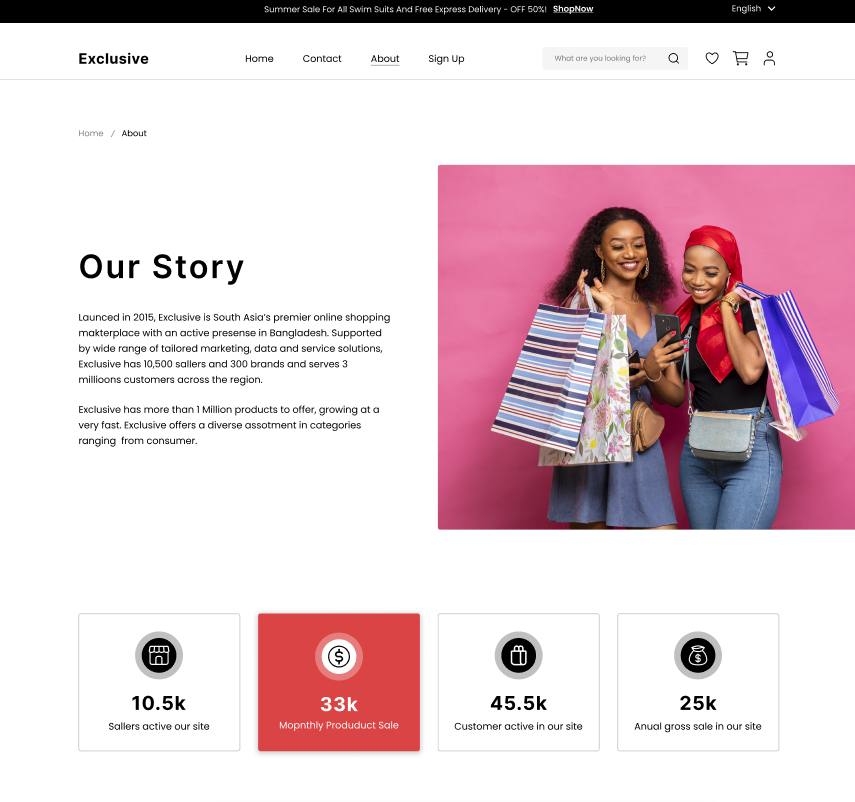 Summer Sale For All Swim Suits And Free Express Delivery - OFF 50%! ShopNow
English
Exclusive
Home
Contact
About
Sign Up
What are you looking for?
Home / About
Our Story
Launced in 2015, Exclusive is South Asia's premier online shopping
makterplace with an active presense in Bangladesh. Supported
by wide range of tailored marketing, data and service solutions,
Exclusive has 10,500 sallers and 300 brands and serves 3
millioons customers across the region.
Exclusive has more than 1 Million products to offer, growing at a
very fast. Exclusive offers a diverse assotment in categories
ranging from consumer.
10.5k
Sallers active our site
33k
Mopnthly Produduct Sale
45.5k
Customer active in our site
25k
Anual gross sale in our site